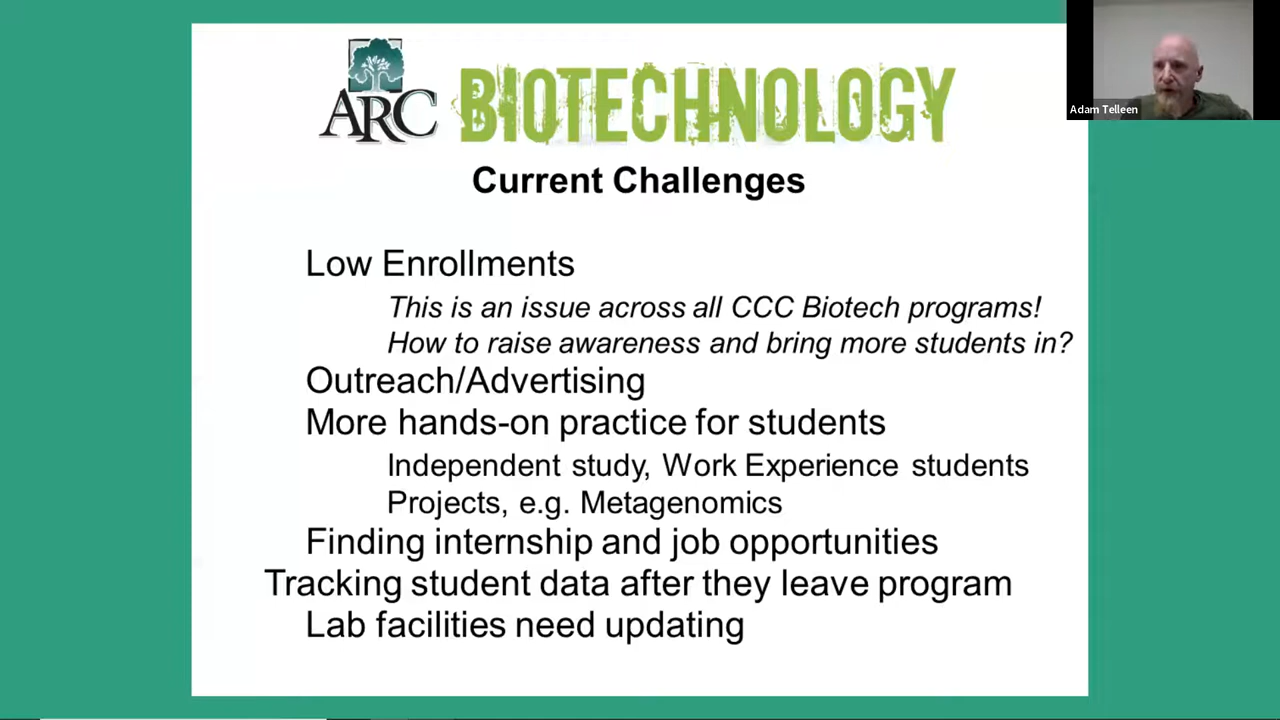 ARC BIOTECHNOLOGY
Adam Telleen
Current Challenges
Low Enrollments
This is an issue across all CCC Biotech programs!
How to raise awareness and bring more students in?
Outreach/Advertising
More hands-on practice for students
Independent study, Work Experience students
Projects, e.g. Metagenomics
Finding internship and job opportunities
Tracking student data after they leave program
Lab facilities need updating